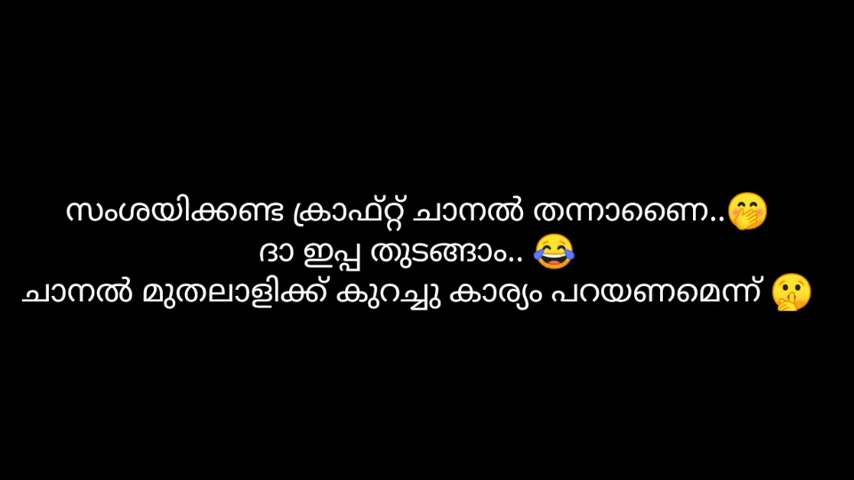 സംശയിക്കണ്ട ക്രാഫ്റ്റ് ചാനൽ തന്നാണൈ..🤭
ദാ ഇപ്പ തുടങ്ങാം.. 😂
ചാനൽ മുതലാളിക്ക് കുറച്ചു കാര്യം പറയണമെന്ന് 🤫